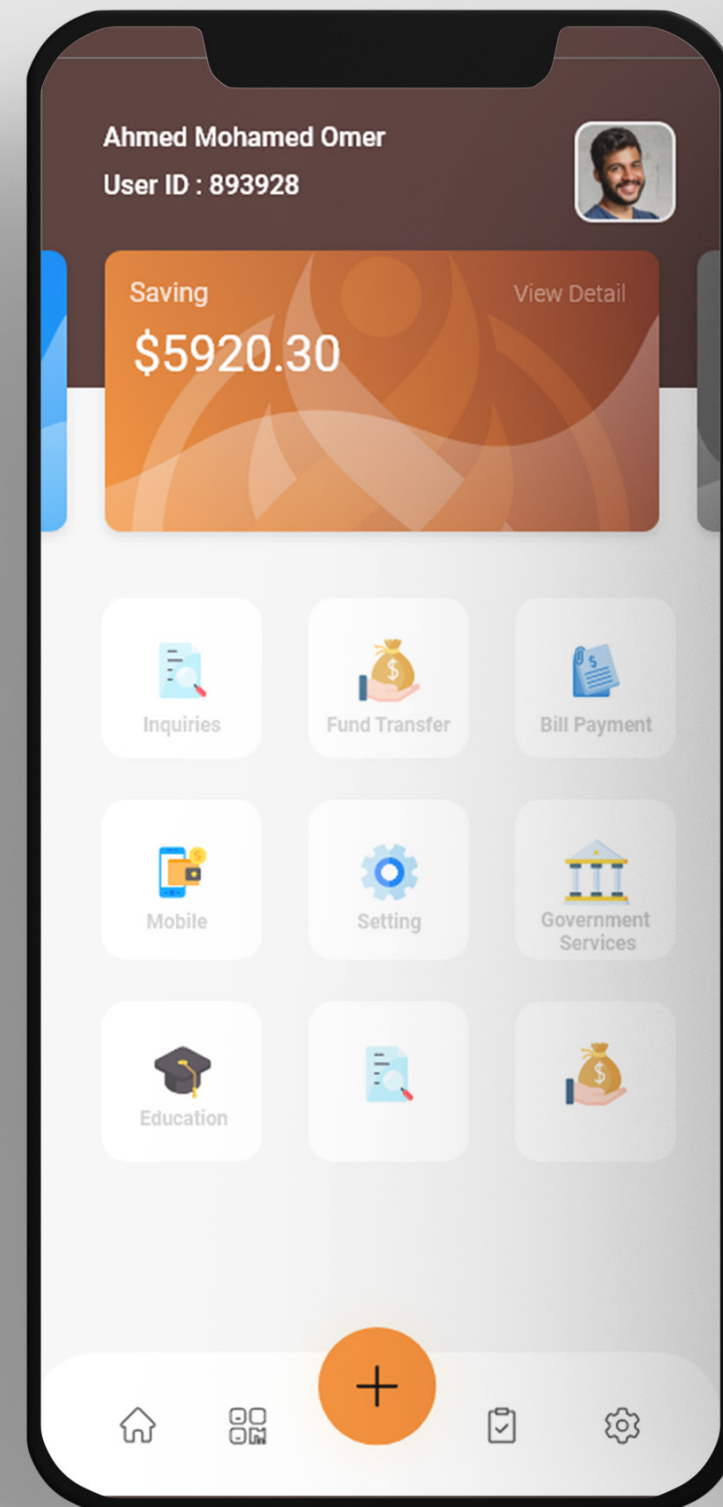 Ahmed Mohamed Omer
User ID : 893928
Saving
View Detail
$5920.30
Inquiries
Fund Transfer
Bill Payment
Mobile
Setting
Government
Services
Education